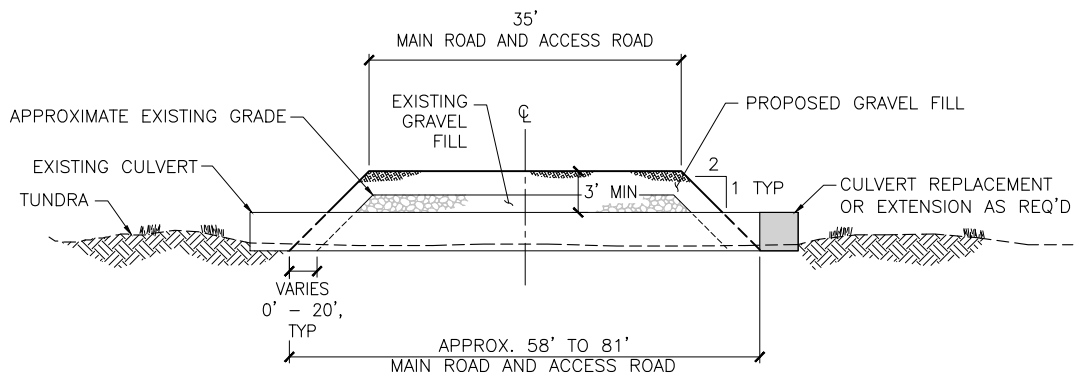 35'
MAIN ROAD AND ACCESS ROAD
APPROXIMATE EXISTING GRADE
EXISTING
GRAVEL
FILL
℄
PROPOSED GRAVEL FILL
EXISTING CULVERT
TUNDRA
2
1 TYP
3' MIN
CULVERT REPLACEMENT
OR EXTENSION AS REQ'D
VARIES
0' - 20',
TYP
APPROX. 58' TO 81'
MAIN ROAD AND ACCESS ROAD